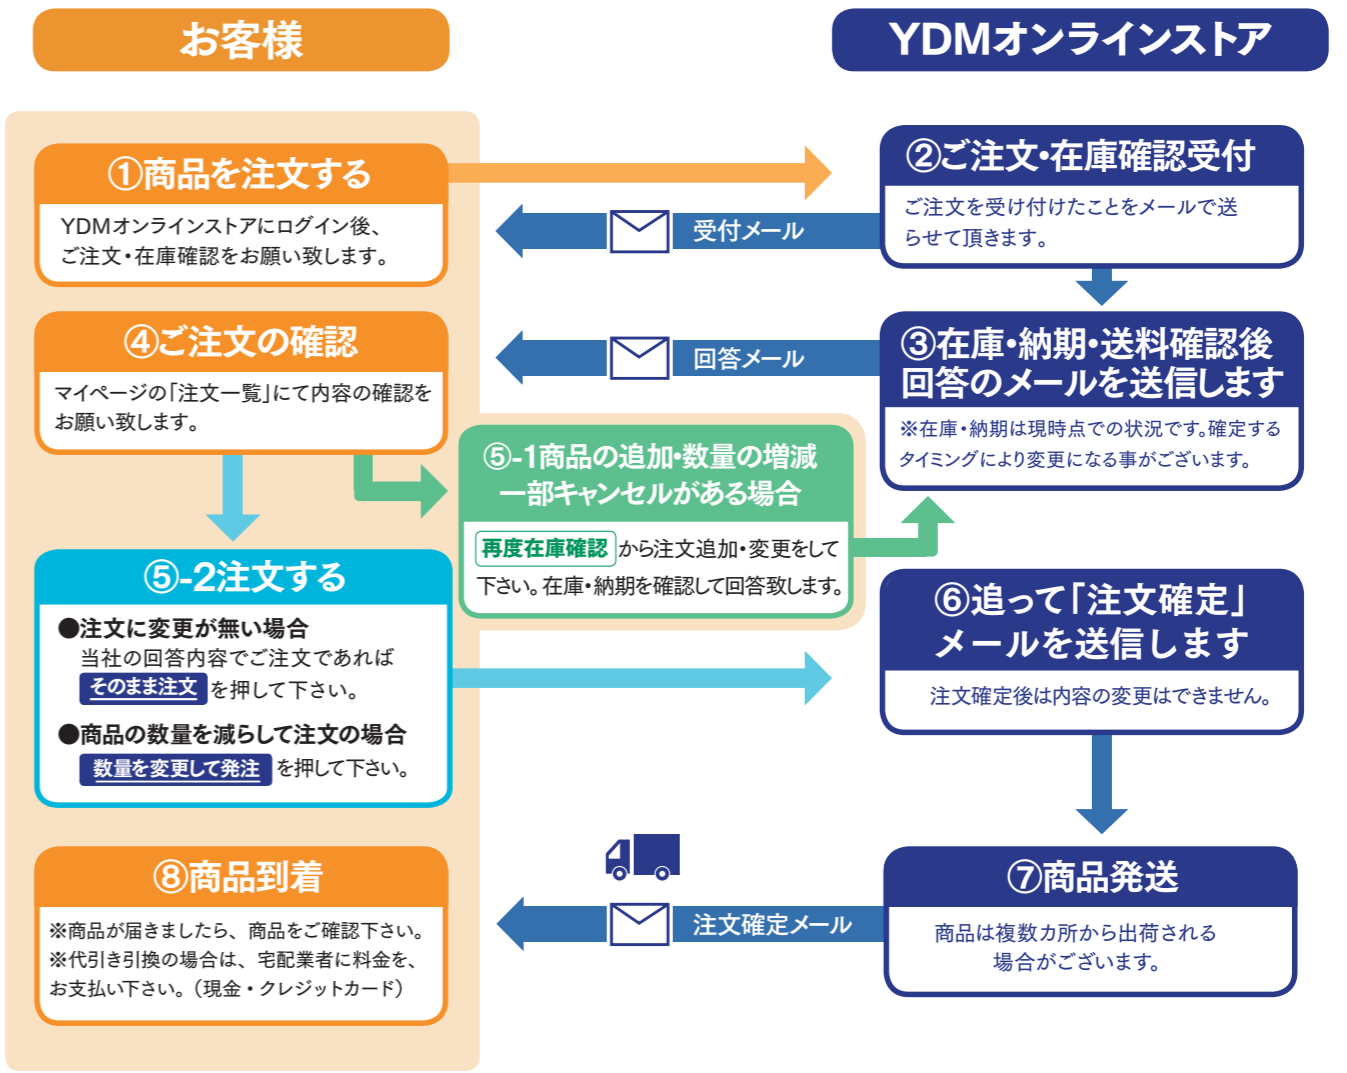 お客様
YDMオンラインストア
①商品を注文する
YDMオンラインストアにログイン後、
ご注文・在庫確認をお願い致します。
②ご注文・在庫確認受付
ご注文を受け付けたことをメールで送
らせて頂きます。
受付メール
③在庫・納期・送料確認後
回答のメールを送信します
※在庫・納期は現時点での状況です。確定する
タイミングにより変更になる事がございます。
回答メール
④ご注文の確認
マイページの「注文一覧」にて内容の確認を
お願い致します。
⑤-1商品の追加・数量の増減
一部キャンセルがある場合
再度在庫確認 から注文追加・変更をして
下さい。在庫・納期を確認して回答致します。
⑤-2注文する
●注文に変更が無い場合
当社の回答内容でご注文であれば
そのまま注文 を押して下さい。
●商品の数量を減らして注文の場合
数量を変更して発注 を押して下さい。
⑥追って「注文確定」
メールを送信します
注文確定後は内容の変更はできません。
⑦商品発送
商品は複数カ所から出荷される
場合がございます。
注文確定メール
⑧商品到着
※商品が届きましたら、商品をご確認下さい。
※代引き引換の場合は、宅配業者に料金を、
お支払い下さい。（現金・クレジットカード）